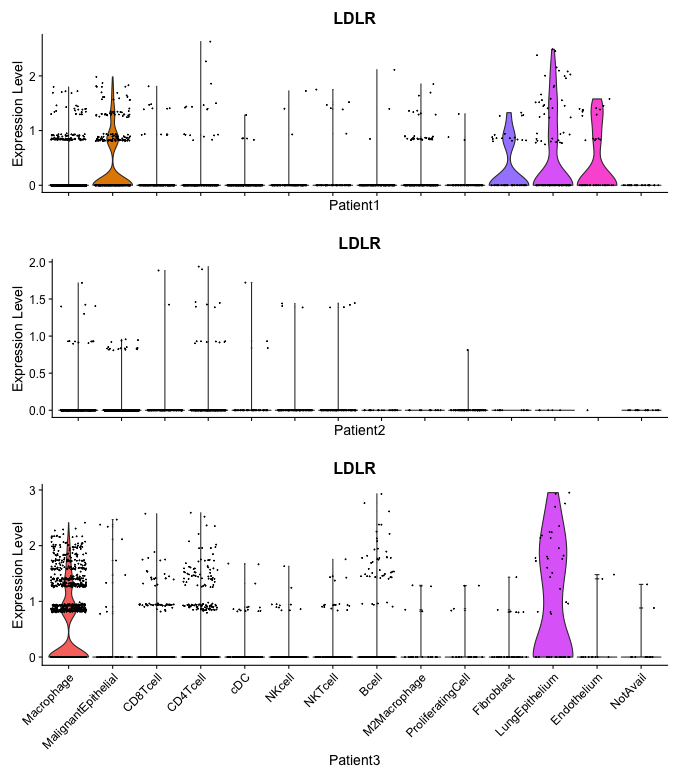 LDLR
Expression Level
2
1
0
Patient1
LDLR
Expression Level
2.0
1.5
1.0
0.5
0.0
Patient2
LDLR
Expression Level
3
2
1
0
Macrophage
MalignantEpithelial
CD8Tcell
CD4Tcell
cDC
NKcell
NKTcell
Bcell
M2Macrophage
ProliferatingCell
Fibroblast
LungEpithelium
Endothelium
NotAvail
Patient3